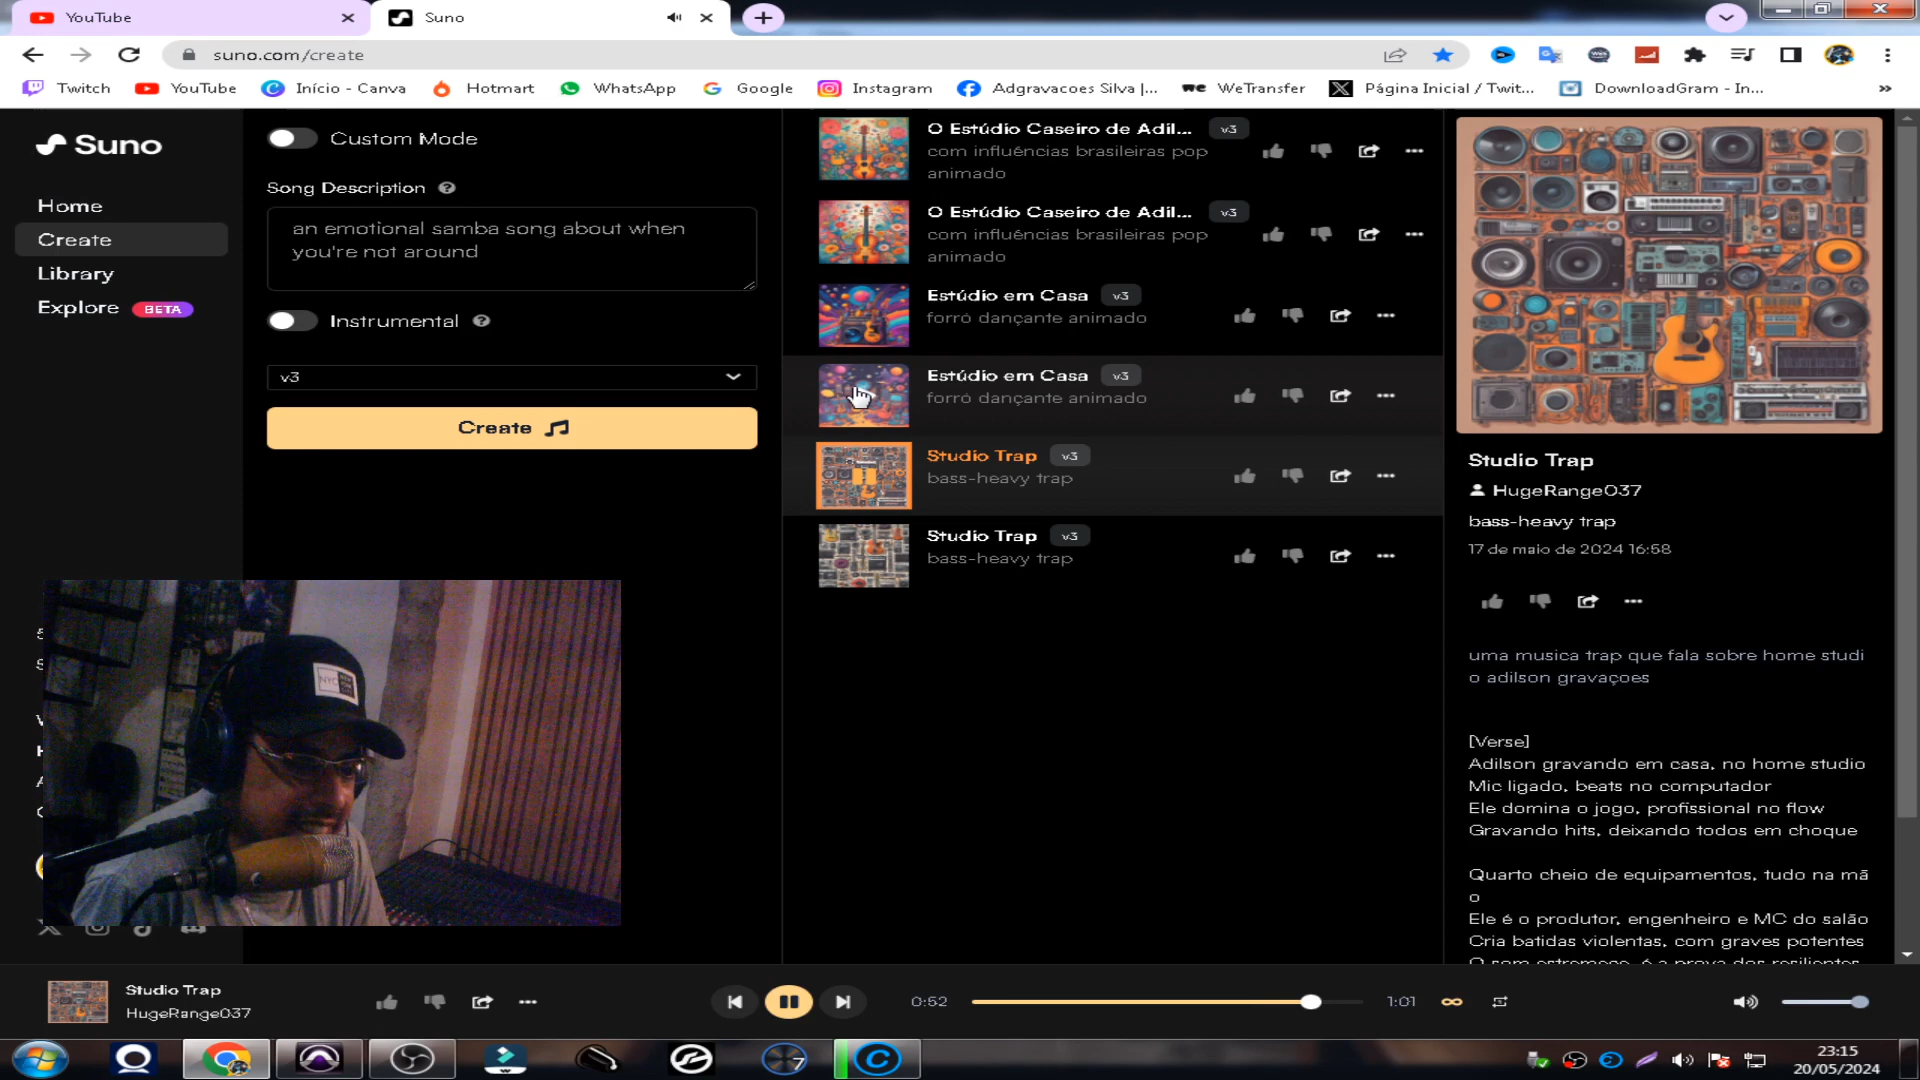 YouTube
Suno
suno.com/create
Twitch
YouTube
Início - Canva
Hotmart
WhatsApp
Google
Instagram
Adgravacoes Silva |...
WeTransfer
Página Inicial / Twit...
DownloadGram - In...
Suno
Home
Create
Library
Explore BETA
Custom Mode
Song Description
an emotional samba song about when
you're not around
Instrumental
v3
Create
O Estúdio Caseiro de Adil... v3
com influências brasileiras pop
animado
O Estúdio Caseiro de Adil... v3
com influências brasileiras pop
animado
Estúdio em Casa v3
forró dançante animado
Estúdio em Casa v3
forró dançante animado
Studio Trap v3
bass-heavy trap
Studio Trap v3
bass-heavy trap
Studio Trap
HugeRange037
bass-heavy trap
17 de maio de 2024 16:58
uma musica trap que fala sobre home studi
o adilson gravaçoes
[Verse]
Adilson gravando em casa, no home studio
Mic ligado, beats no computador
Ele domina o jogo, profissional no flow
Gravando hits, deixando todos em choque
Quarto cheio de equipamentos, tudo na mã
o
Ele é o produtor, engenheiro e MC do salão
Cria batidas violentas, com graves potentes
O som estremece, é a prova dos resilientes
NYC
Studio Trap
HugeRange037
0:52
1:01
7
23:15
20/05/2024